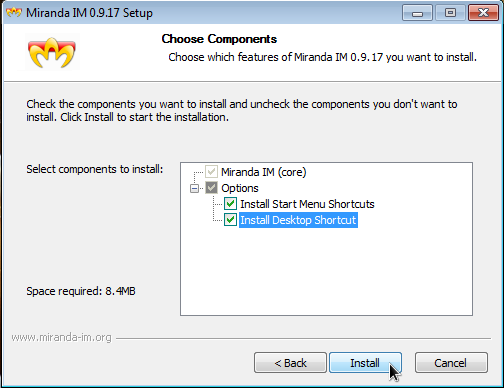 Miranda IM 0.9.17 Setup
Choose Components
Choose which features of Miranda IM 0.9.17 you want to install.
Check the components you want to install and uncheck the components you don't want to
install. Click Install to start the installation.
Select components to install:
Miranda IM (core)
Options
Install Start Menu Shortcuts
Install Desktop Shortcut
Space required: 8.4MB
www.miranda-im.org
< Back
Install
Cancel